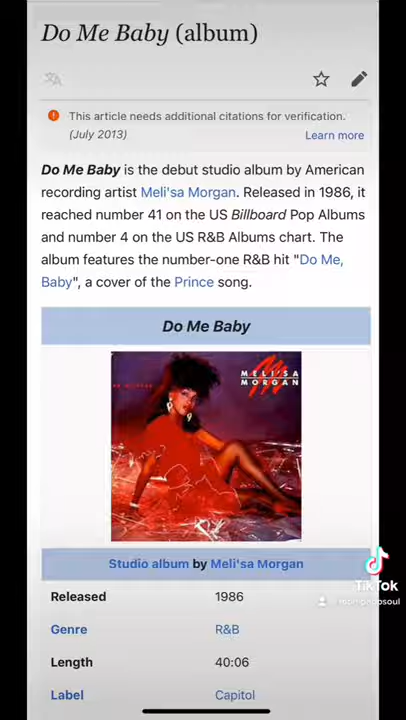 Do Me Baby (album)
This article needs additional citations for verification.
(July 2013)
Learn more
Do Me Baby is the debut studio album by American
recording artist Meli'sa Morgan. Released in 1986, it
reached number 41 on the US Billboard Pop Albums
and number 4 on the US R&B Albums chart. The
album features the number-one R&B hit "Do Me,
Baby", a cover of the Prince song.
Do Me Baby
MELI'SA
MORGAN
Studio album by Meli'sa Morgan
Released 1986
Genre R&B
Length 40:06
Label Capitol
TikTok